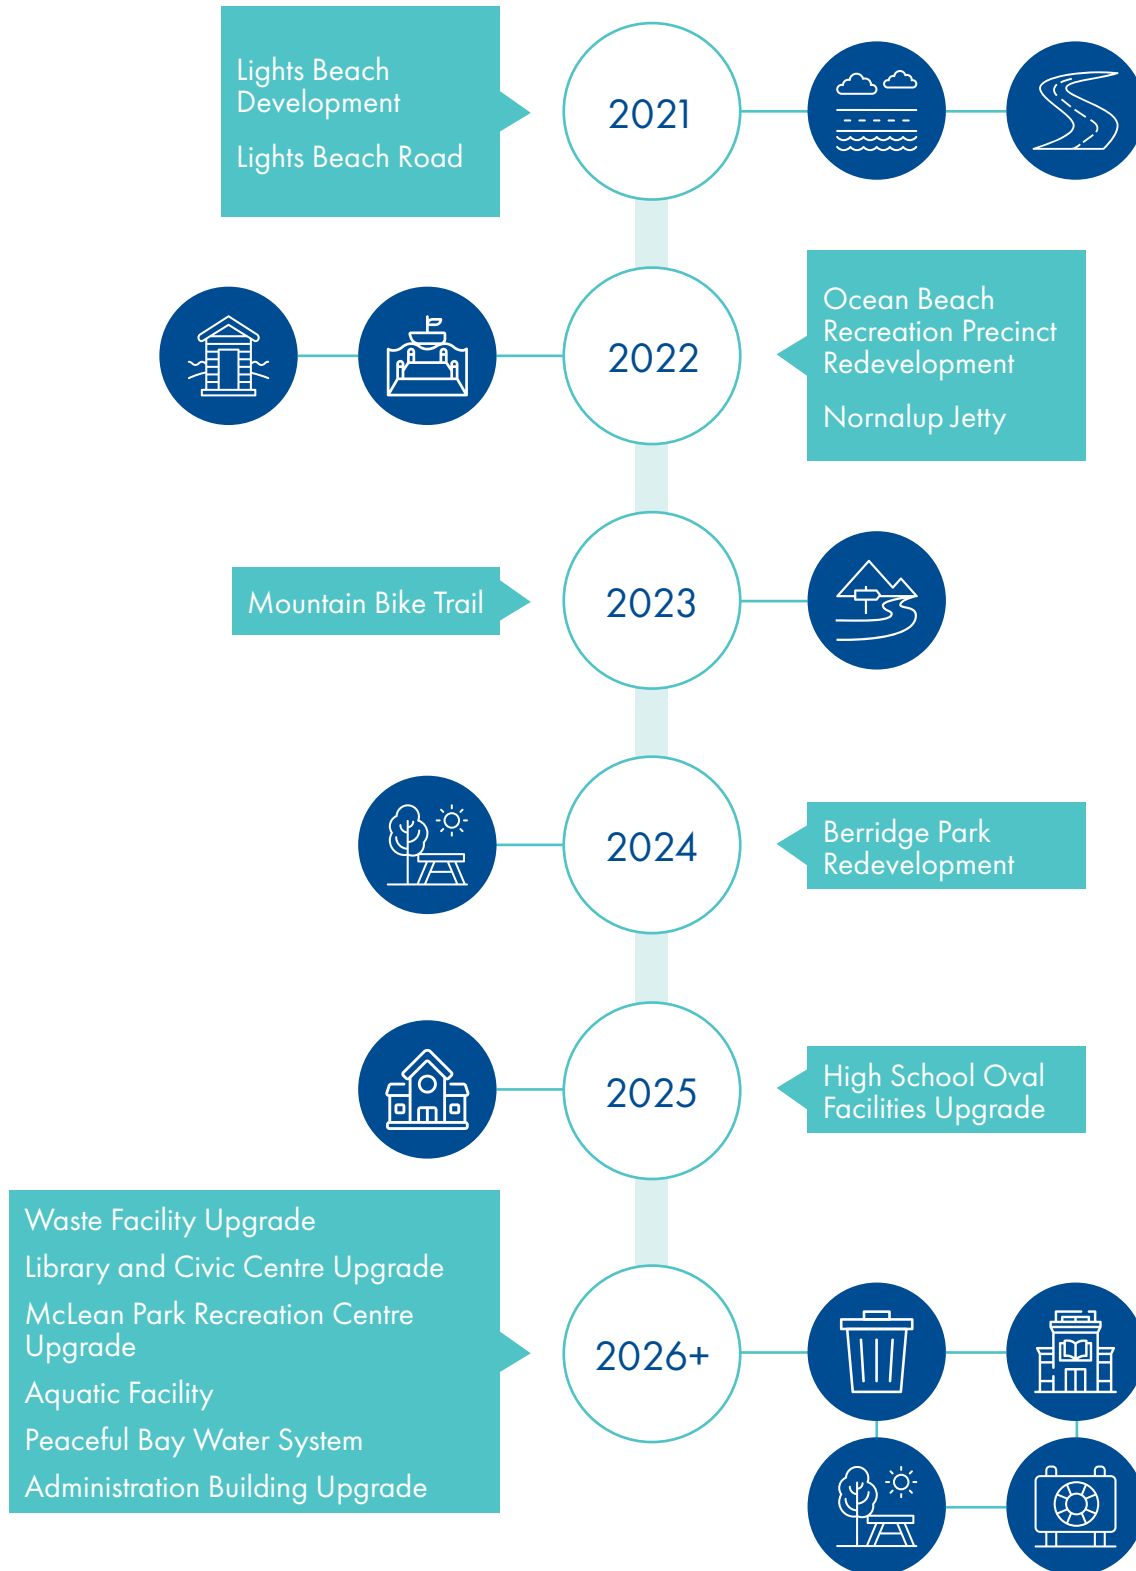 Lights Beach
Development
Lights Beach Road
2021
2022
Ocean Beach
Recreation Precinct
Redevelopment
Nornalup Jetty
Mountain Bike Trail
2023
2024
Berridge Park
Redevelopment
2025
High School Oval
Facilities Upgrade
Waste Facility Upgrade
Library and Civic Centre Upgrade
McLean Park Recreation Centre
Upgrade
Aquatic Facility
Peaceful Bay Water System
Administration Building Upgrade
2026+